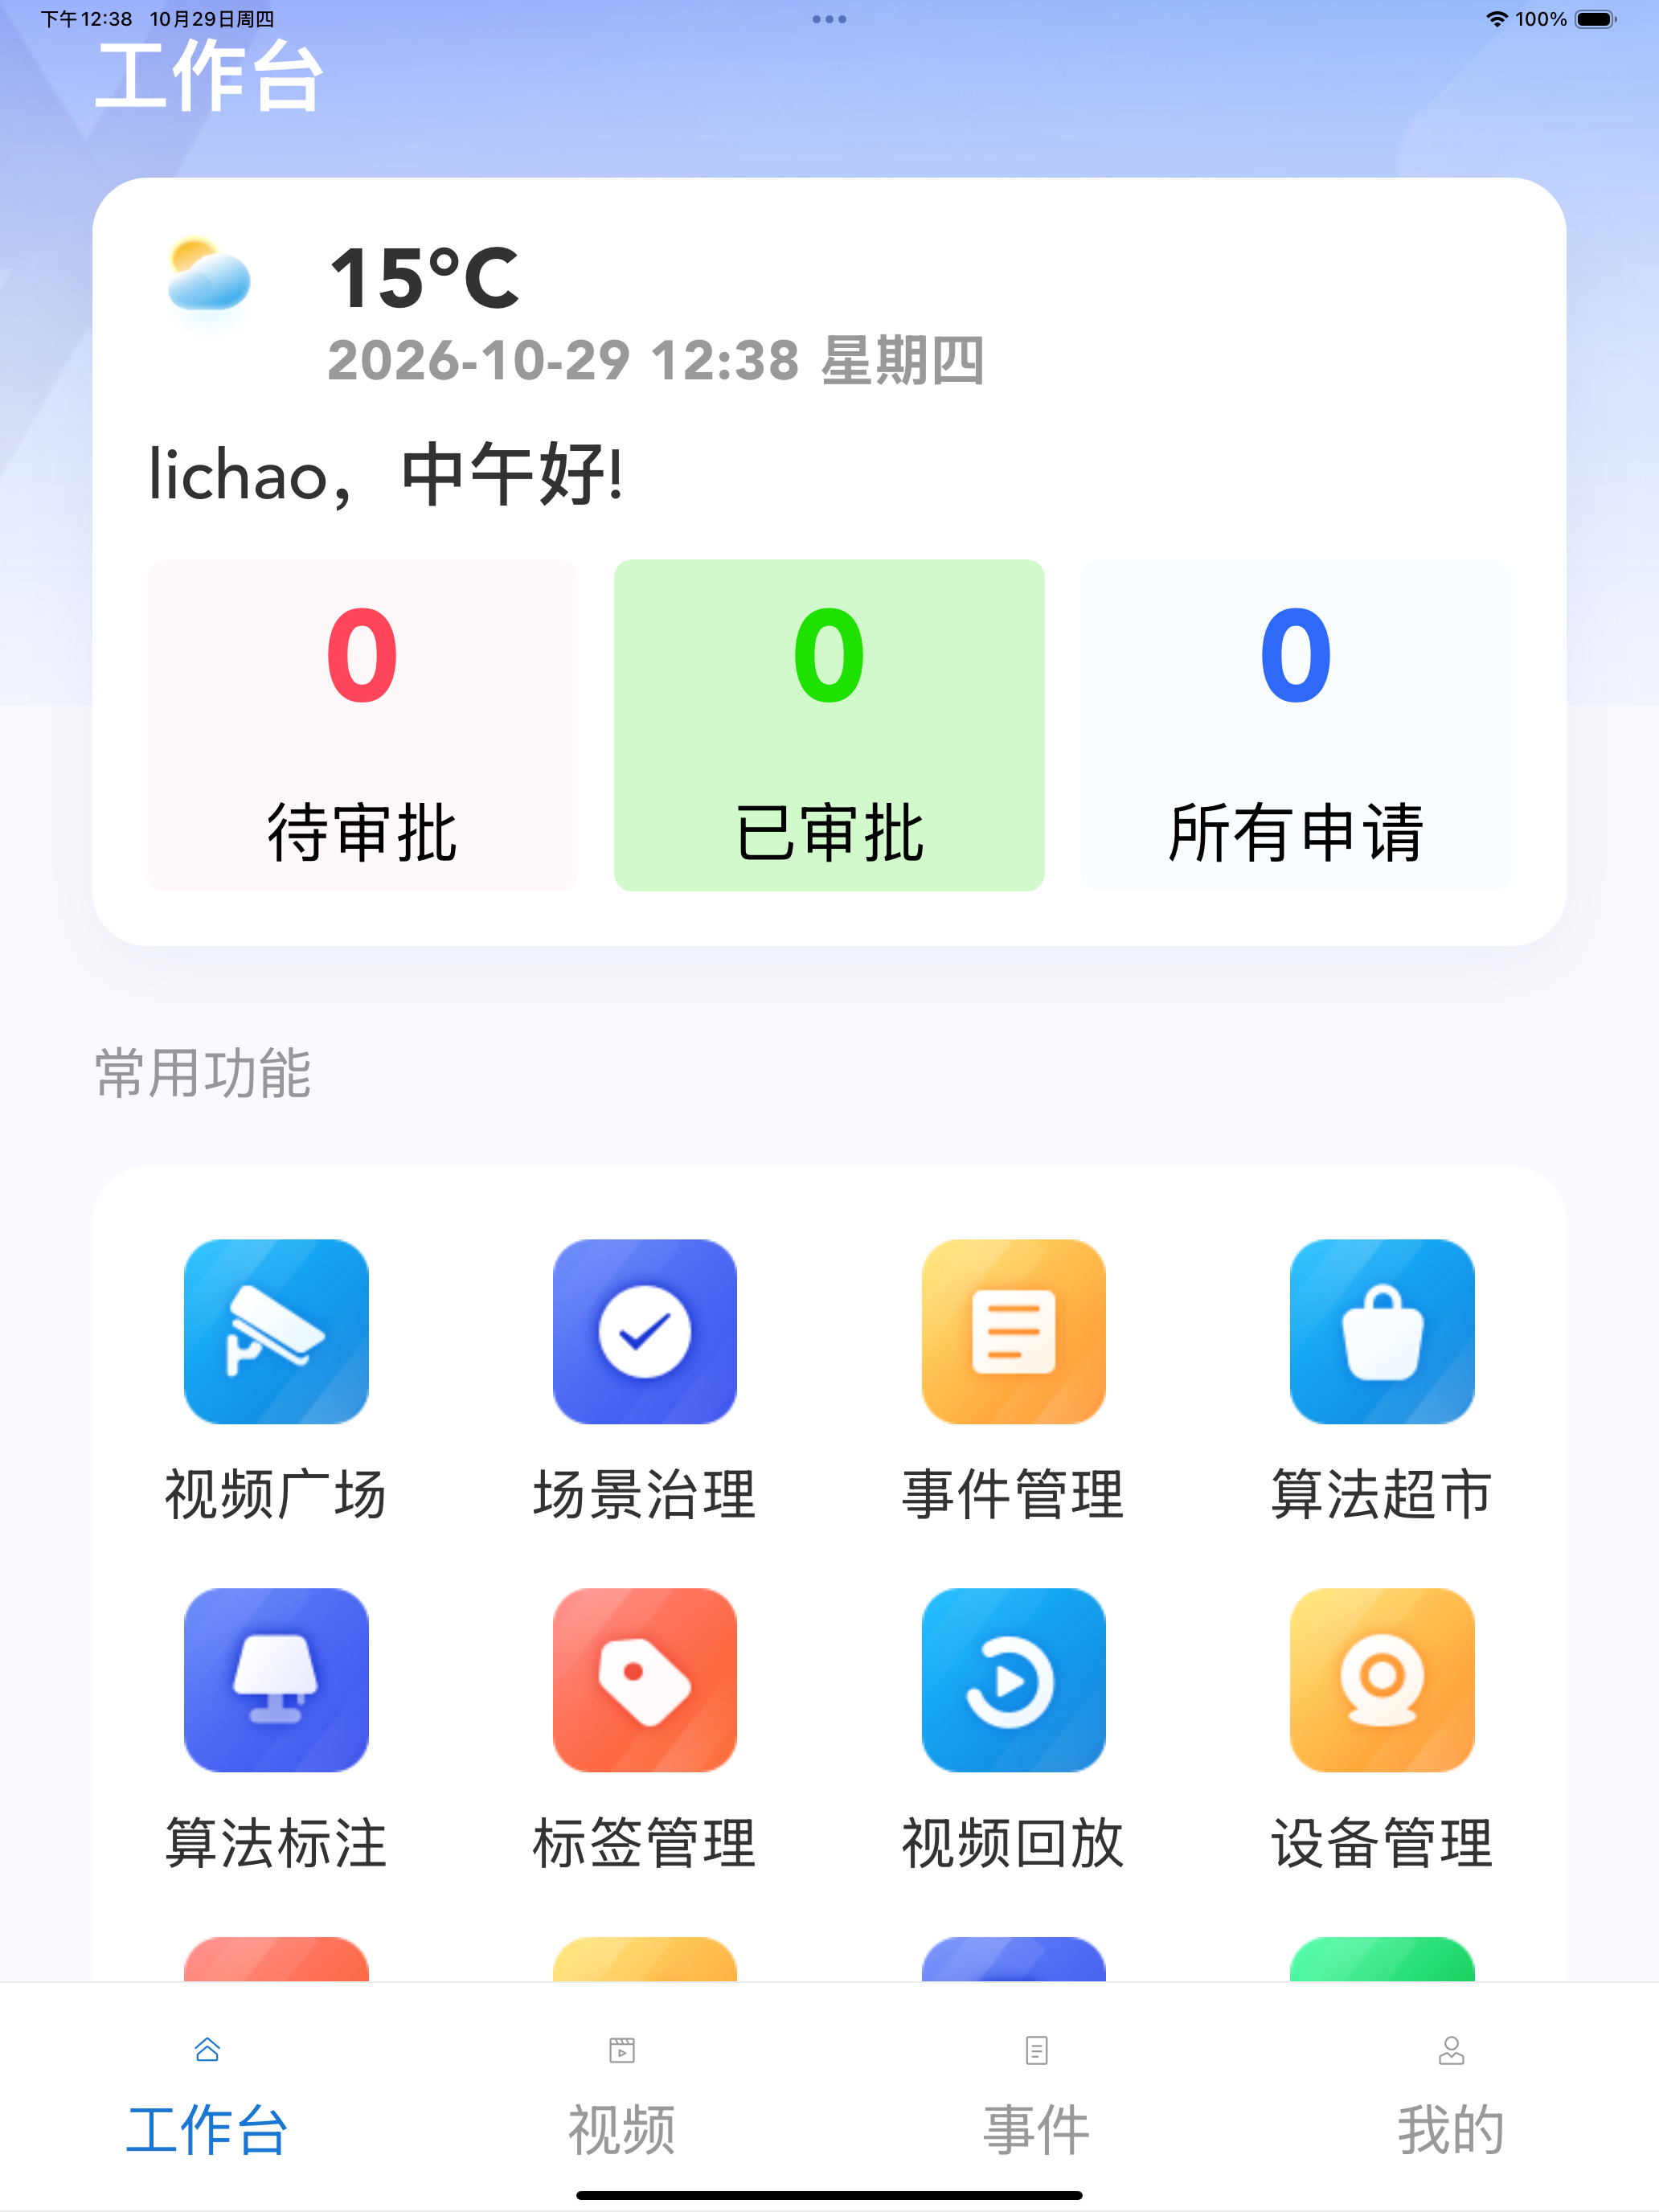 下午12:38 10月29日周四
100%
工作台
15°C
2026-10-29 12:38 星期四
lichao，中午好!
0 0 0
待审批 已审批 所有申请
常用功能
视频广场 场景治理 事件管理 算法超市
算法标注 标签管理 视频回放 设备管理
工作台 视频 事件 我的